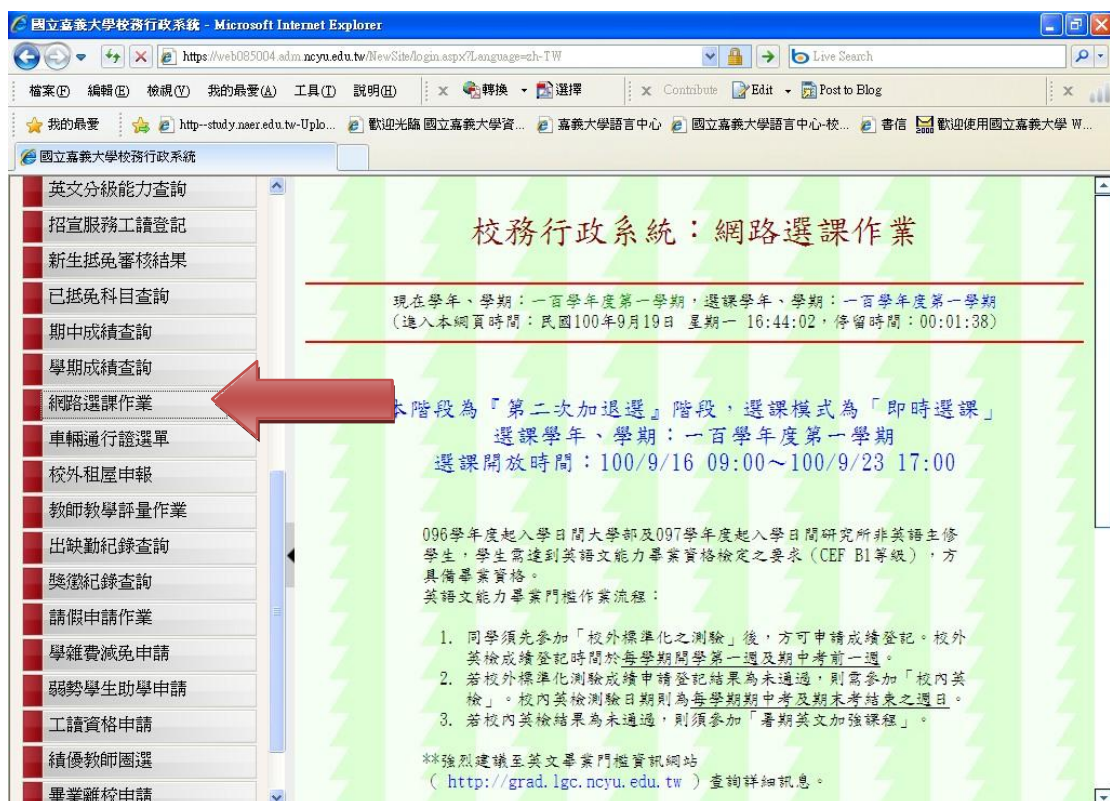 國立嘉義大學校務行政系統 - Microsoft Internet Explorer
https://web085004.adm.ncyu.edu.tw/NewSite/login.aspx?Language=zh-TW
Live Search
檔案(F) 編輯(E) 檢視(V) 我的最愛(A) 工具(T) 說明(H) x 轉換 選擇 x Contribute Edit Post to Blog x
我的最愛 http--study.naer.edu.tw-Uplo... 歡迎光臨 國立嘉義大學資... 嘉義大學語言中心 國立嘉義大學語言中心-校... 書信 歡迎使用國立嘉義大學 W...
國立嘉義大學校務行政系統
英文分級能力查詢
招宣服務工讀登記
新生抵免審核結果
已抵免科目查詢
期中成績查詢
學期成績查詢
網路選課作業
車輛通行證選單
校外租屋申報
教師教學評量作業
出缺勤紀錄查詢
獎懲紀錄查詢
請假申請作業
學雜費減免申請
弱勢學生助學申請
工讀資格申請
績優教師圈選
畢業離校申請
校務行政系統：網路選課作業
現在學年、學期：一百學年度第一學期，選課學年、學期：一百學年度第一學期
(進入本網頁時間：民國100年9月19日 星期一 16:44:02，停留時間：00:01:38)
本階段為『第二次加退選』階段，選課模式為「即時選課」
選課學年、學期：一百學年度第一學期
選課開放時間：100/9/16 09:00～100/9/23 17:00
096學年度起入學日間大學部及097學年度起入學日間研究所非英語主修
學生，學生需達到英語文能力畢業資格檢定之要求（CEF B1等級），方
具備畢業資格。
英語文能力畢業門檻作業流程：
1. 同學須先參加「校外標準化之測驗」後，方可申請成績登記。校外
英檢成績登記時間於每學期開學第一週及期中考前一週。
2. 若校外標準化測驗成績申請登記結果為未通過，則需參加「校內英
檢」。校內英檢測驗日期則為每學期期中考及期末考結束之週日。
3. 若校內英檢結果為未通過，則須參加「暑期英文加強課程」。
**強烈建議至英文畢業門檻資訊網站
( http://grad.lgc.ncyu.edu.tw ) 查詢詳細訊息。